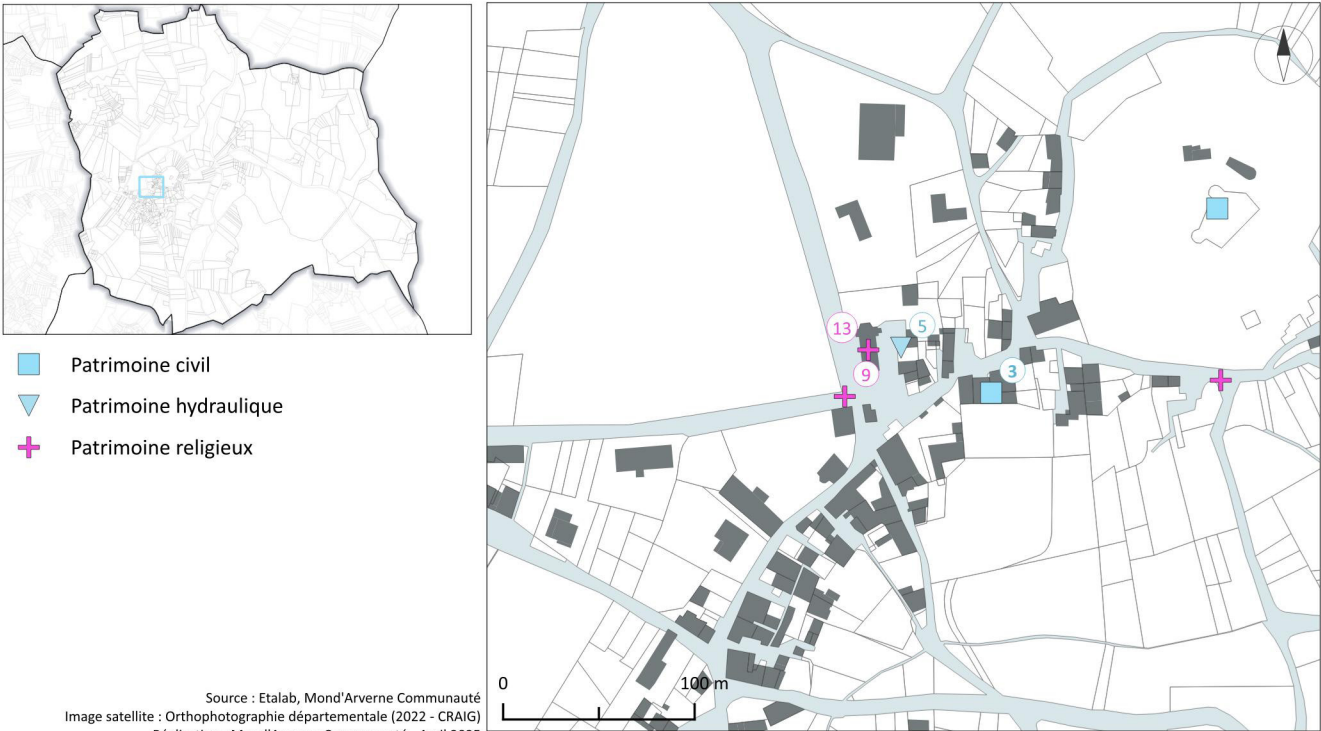 Patrimoine civil
Patrimoine hydraulique
Patrimoine religieux
Source : Etalab, Mond'Arverne Communauté
Image satellite : Orthophotographie départementale (2022 - CRAIG)
13
5
9
3
0
100 m